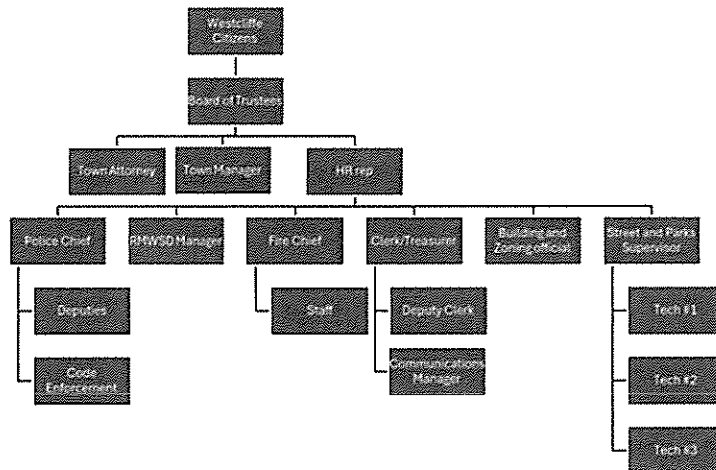 Westcliffe
Citizens
Board of Trustees
Town Attorney
Town Manager
HR rep
Police Chief
RMWSD Manager
Fire Chief
Clerk/Treasurer
Building and
Zoning official
Street and Parks
Supervisor
Deputies
Staff
Deputy Clerk
Tech #1
Code
Enforcement
Communications
Manager
Tech #2
Tech #3